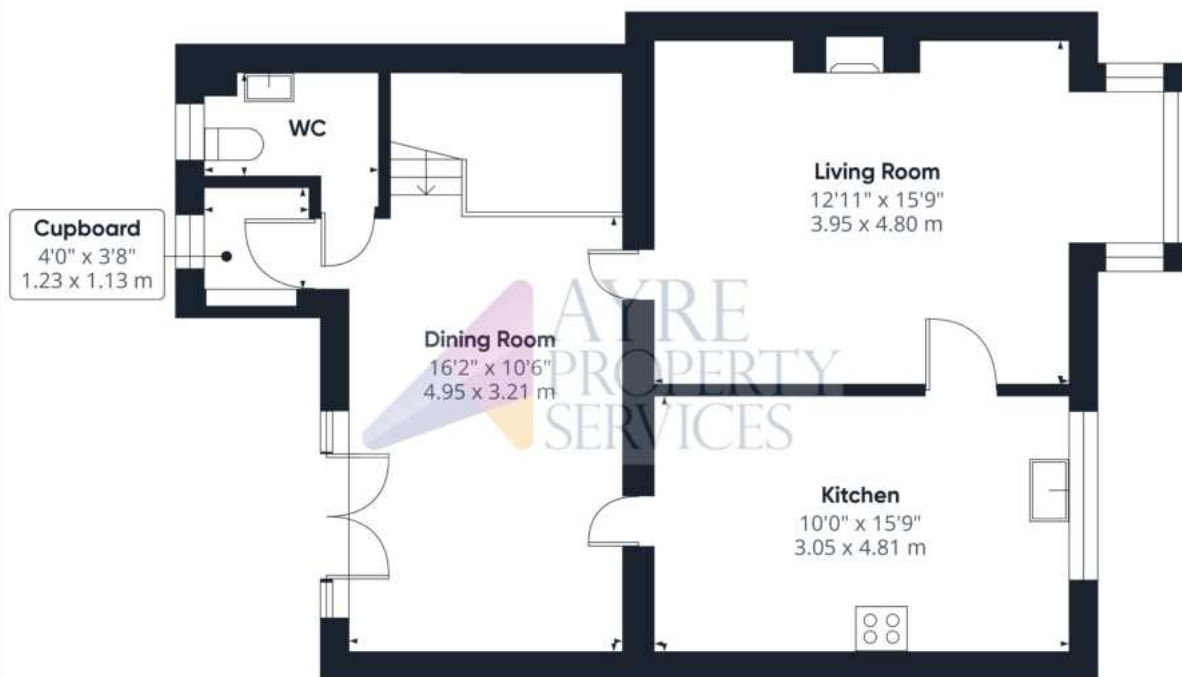 WC
Living Room
12'11" x 15'9"
3.95 x 4.80 m
Cupboard
4'0" x 3'8"
1.23 x 1.13 m
Dining Room
16'2" x 10'6"
4.95 x 3.21 m
AYRE
PROPERTY
SERVICES
Kitchen
10'0" x 15'9"
3.05 x 4.81 m